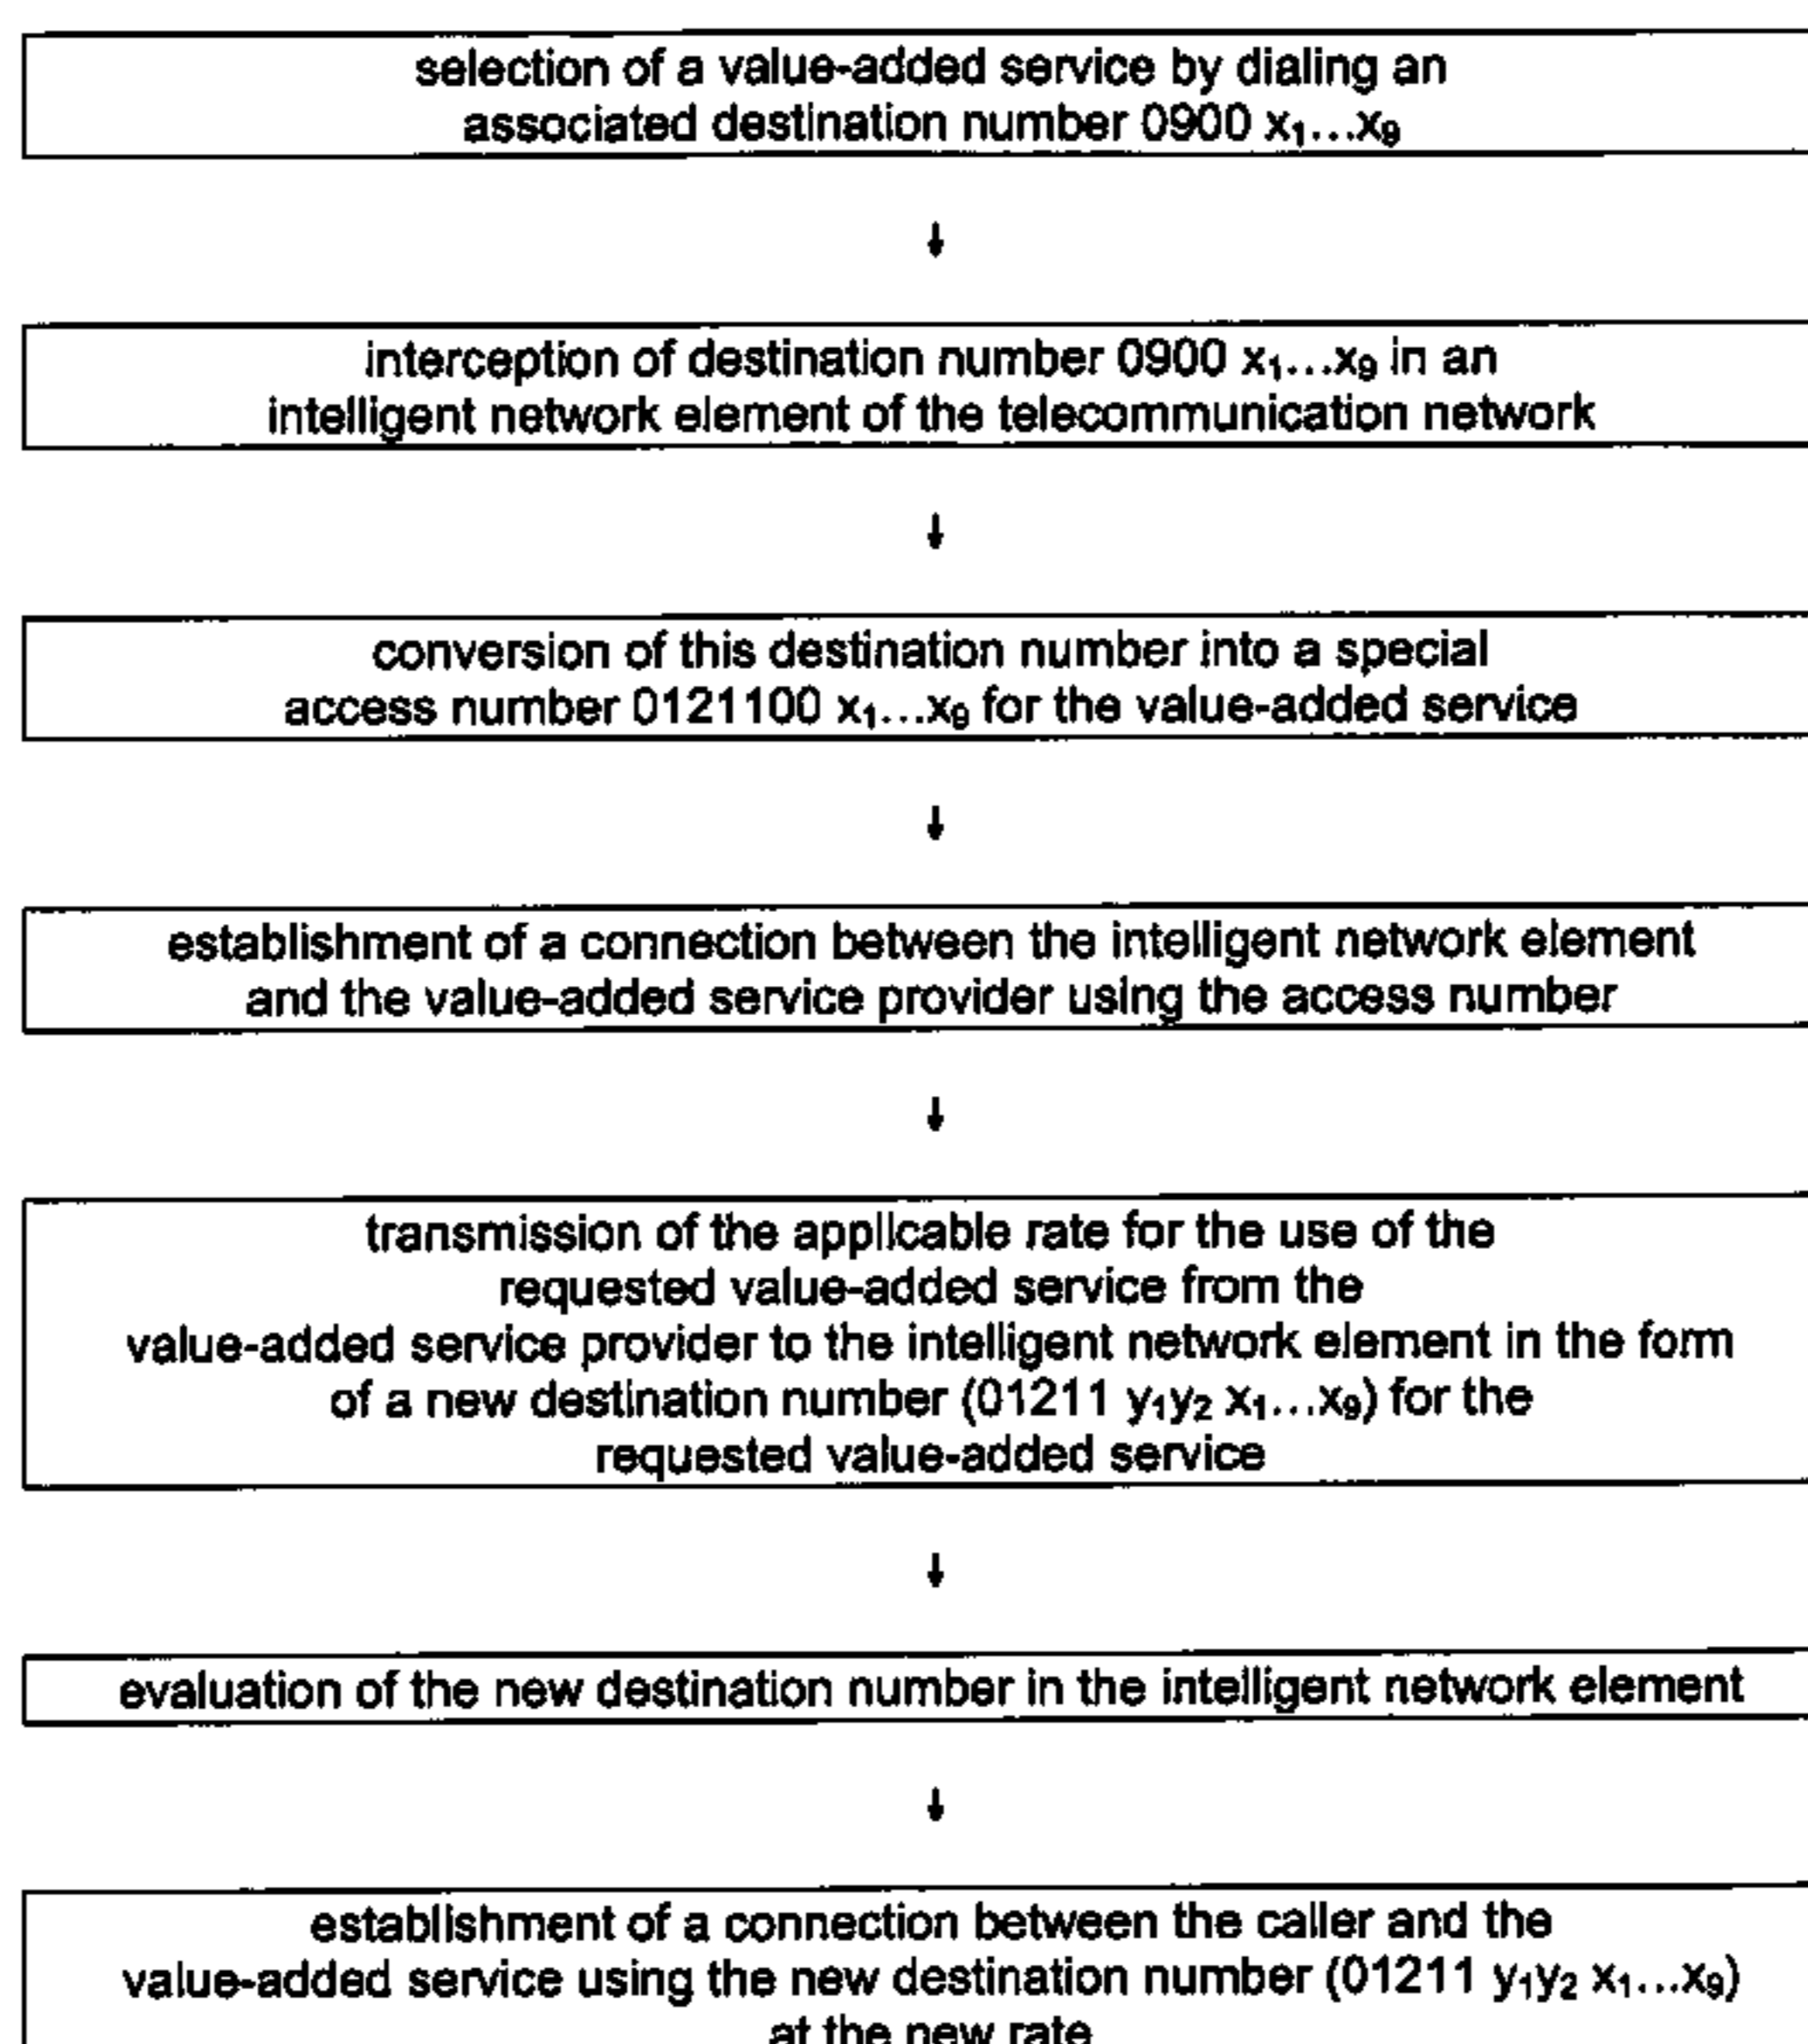 selection of a value-added service by dialing an
associated destination number 0900 x₁...x₉
interception of destination number 0900 x₁...x₉ in an
intelligent network element of the telecommunication network
conversion of this destination number into a special
access number 0121100 x₁...x₉ for the value-added service
establishment of a connection between the intelligent network element
and the value-added service provider using the access number
transmission of the applicable rate for the use of the
requested value-added service from the
value-added service provider to the intelligent network element in the form
of a new destination number (01211 y₁y₂ x₁...x₉) for the
requested value-added service
evaluation of the new destination number in the intelligent network element
establishment of a connection between the caller and the
value-added service using the new destination number (01211 y₁y₂ x₁...x₉)
at the new rate